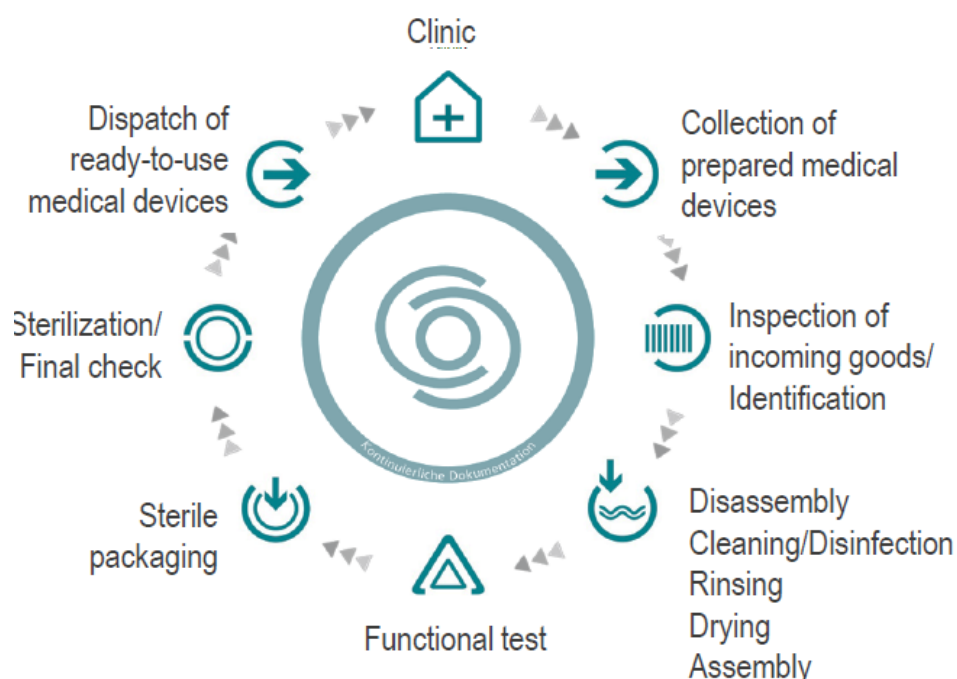 Clinic
Collection of
prepared medical
devices
Inspection of
incoming goods/
Identification
Disassembly
Cleaning/Disinfection
Rinsing
Drying
Assembly
Functional test
Sterile
packaging
Sterilization/
Final check
Dispatch of
ready-to-use
medical devices
Kontinuierliche Dokumentation